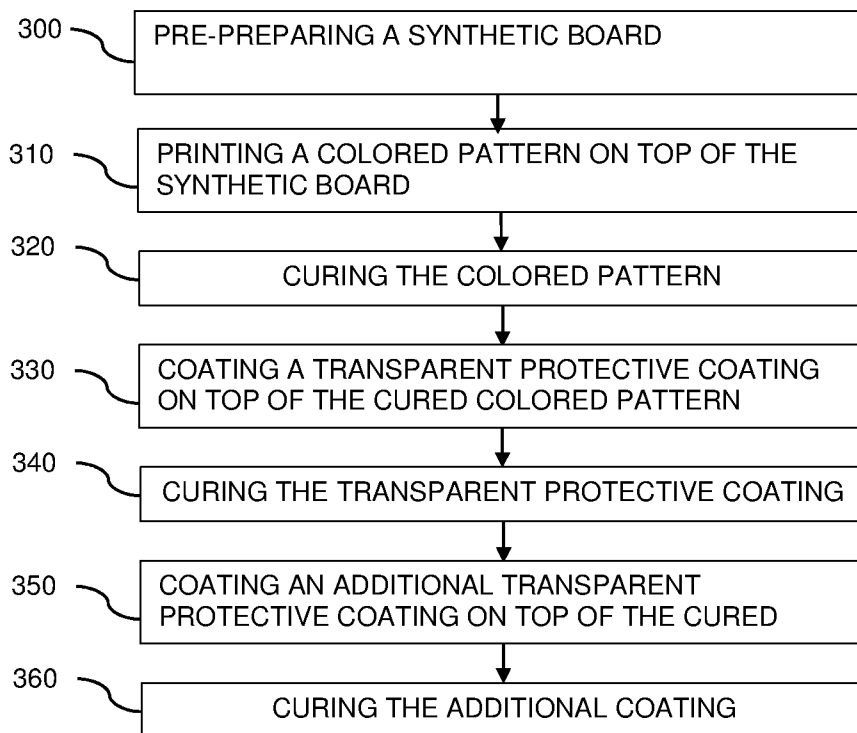 300
PRE-PREPARING A SYNTHETIC BOARD
310
PRINTING A COLORED PATTERN ON TOP OF THE
SYNTHETIC BOARD
320
CURING THE COLORED PATTERN
330
COATING A TRANSPARENT PROTECTIVE COATING
ON TOP OF THE CURED COLORED PATTERN
340
CURING THE TRANSPARENT PROTECTIVE COATING
350
COATING AN ADDITIONAL TRANSPARENT
PROTECTIVE COATING ON TOP OF THE CURED
360
CURING THE ADDITIONAL COATING